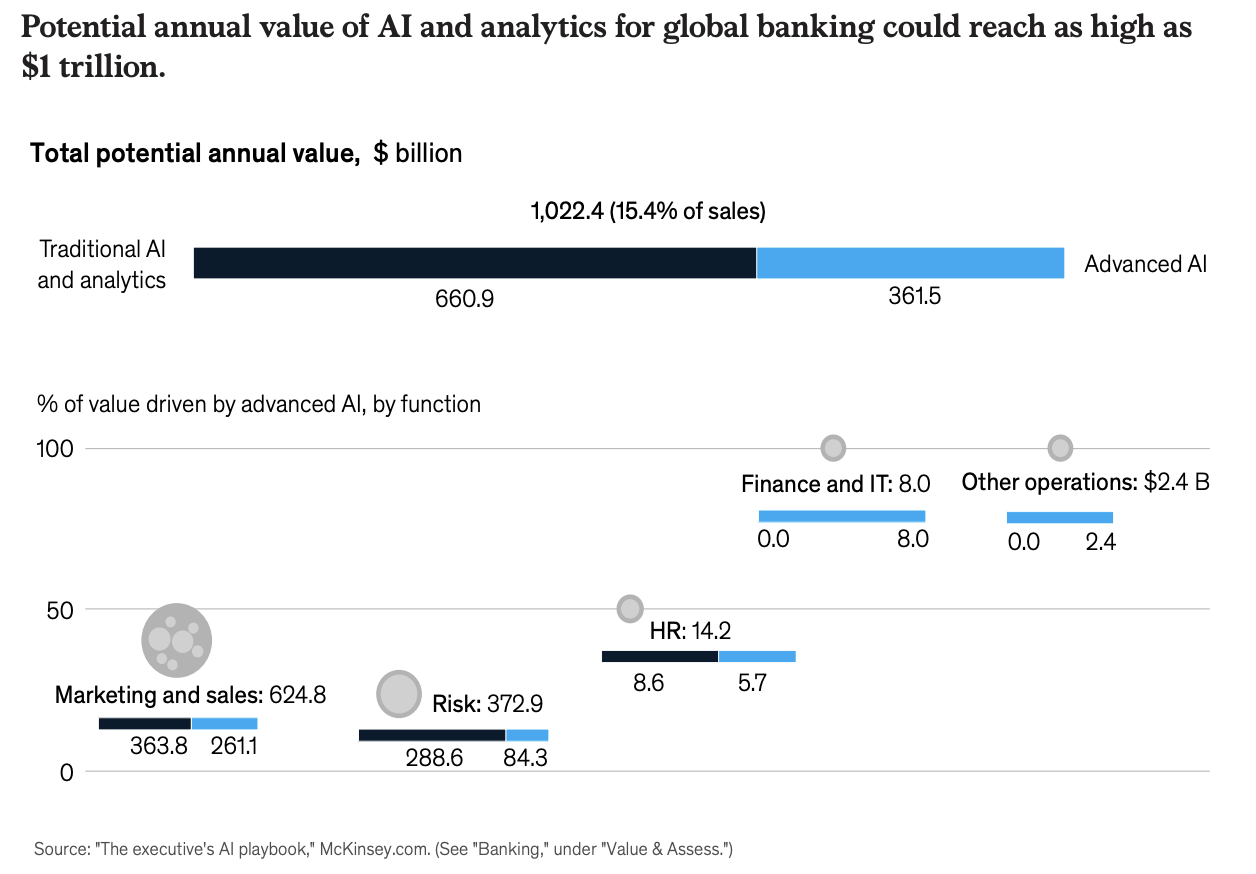 Potential annual value of AI and analytics for global banking could reach as high as
$1 trillion.
Total potential annual value, $ billion
1,022.4 (15.4% of sales)
Traditional AI
and analytics
Advanced AI
660.9
361.5
% of value driven by advanced AI, by function
100
Finance and IT: 8.0
Other operations: $2.4 B
0.0
8.0
0.0
2.4
50
HR: 14.2
8.6
5.7
Marketing and sales: 624.8
363.8
261.1
Risk: 372.9
288.6
84.3
0
Source: "The executive's AI playbook," McKinsey.com. (See "Banking," under "Value & Assess.")